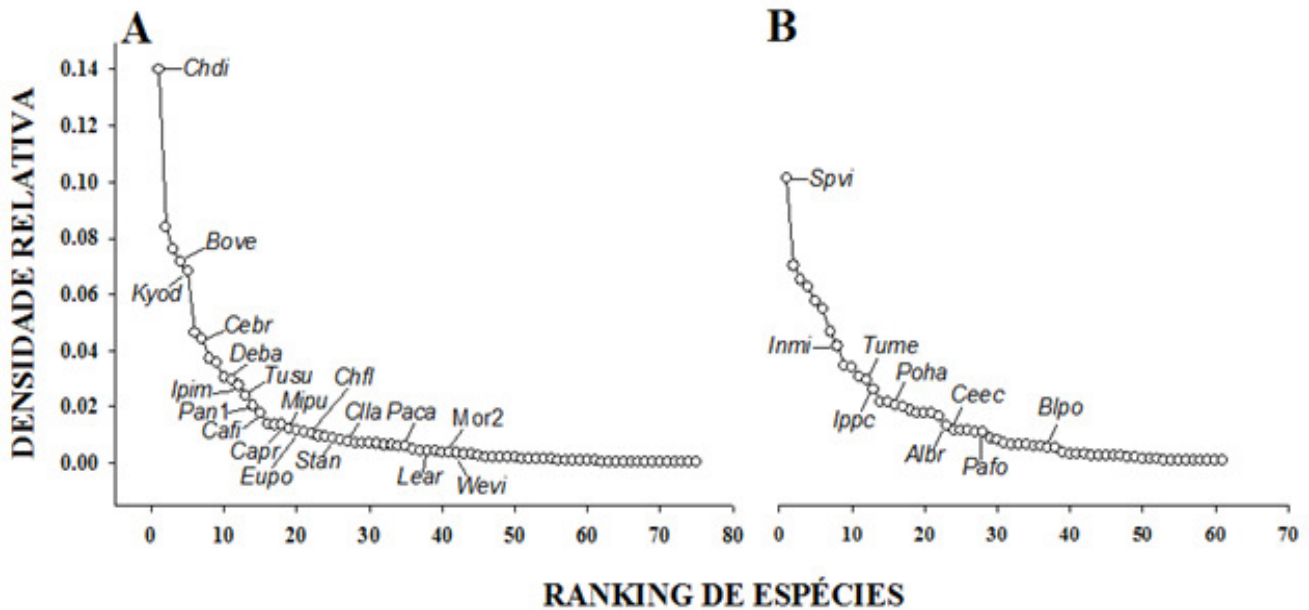 A
B
DENSIDADE RELATIVA
0.14
0.12
0.10
0.08
0.06
0.04
0.02
0.00
Chdi
Bove
Kyod
Cebr
Deba
Ipim
Tusu
Chfl
Pan1
Mipu
Cafi
Clla
Paca
Mor2
Capr
Stan
Eupo
Lear
Wevi
0 10 20 30 40 50 60 70 80
Spvi
Inmi
Tume
Poha
Ippc
Ceec
Blpo
Albr
Pafo
0 10 20 30 40 50 60 70
RANKING DE ESPÉCIES